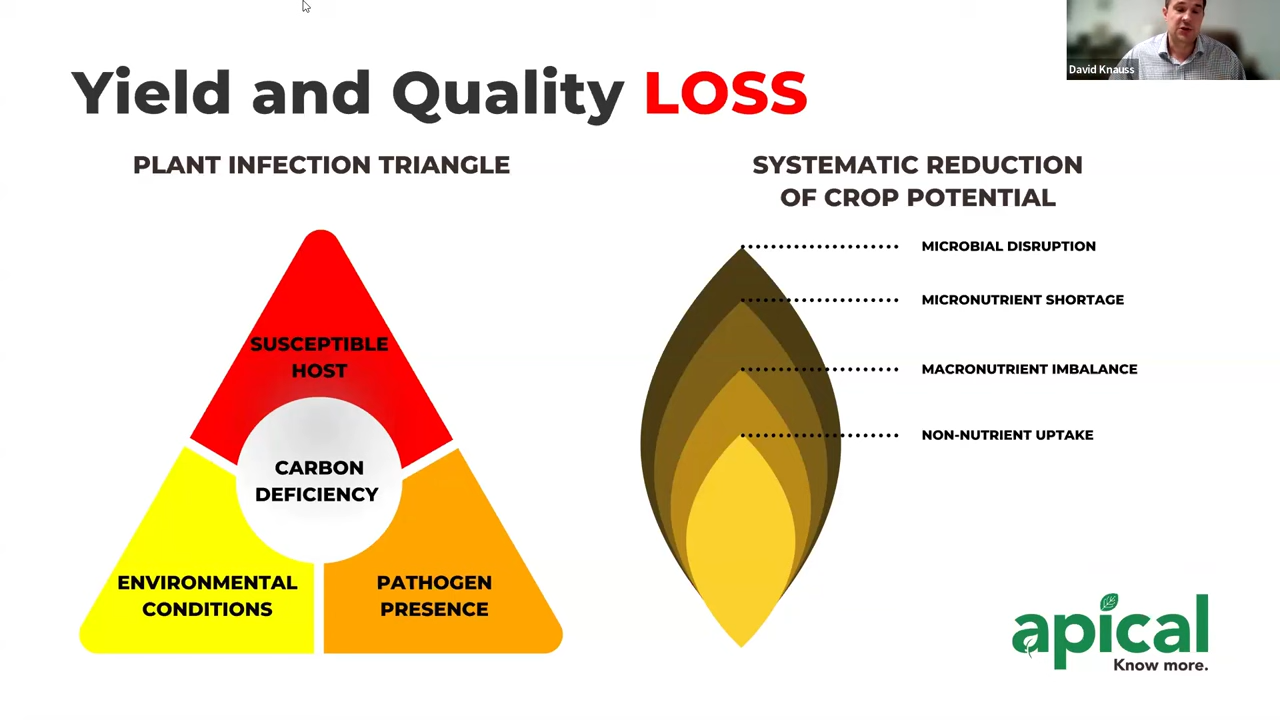 David Knauss
Yield and Quality LOSS
PLANT INFECTION TRIANGLE
SUSCEPTIBLE
HOST
CARBON
DEFICIENCY
ENVIRONMENTAL
CONDITIONS
PATHOGEN
PRESENCE
SYSTEMATIC REDUCTION
OF CROP POTENTIAL
MICROBIAL DISRUPTION
MICRONUTRIENT SHORTAGE
MACRONUTRIENT IMBALANCE
NON-NUTRIENT UPTAKE
apical
Know more.